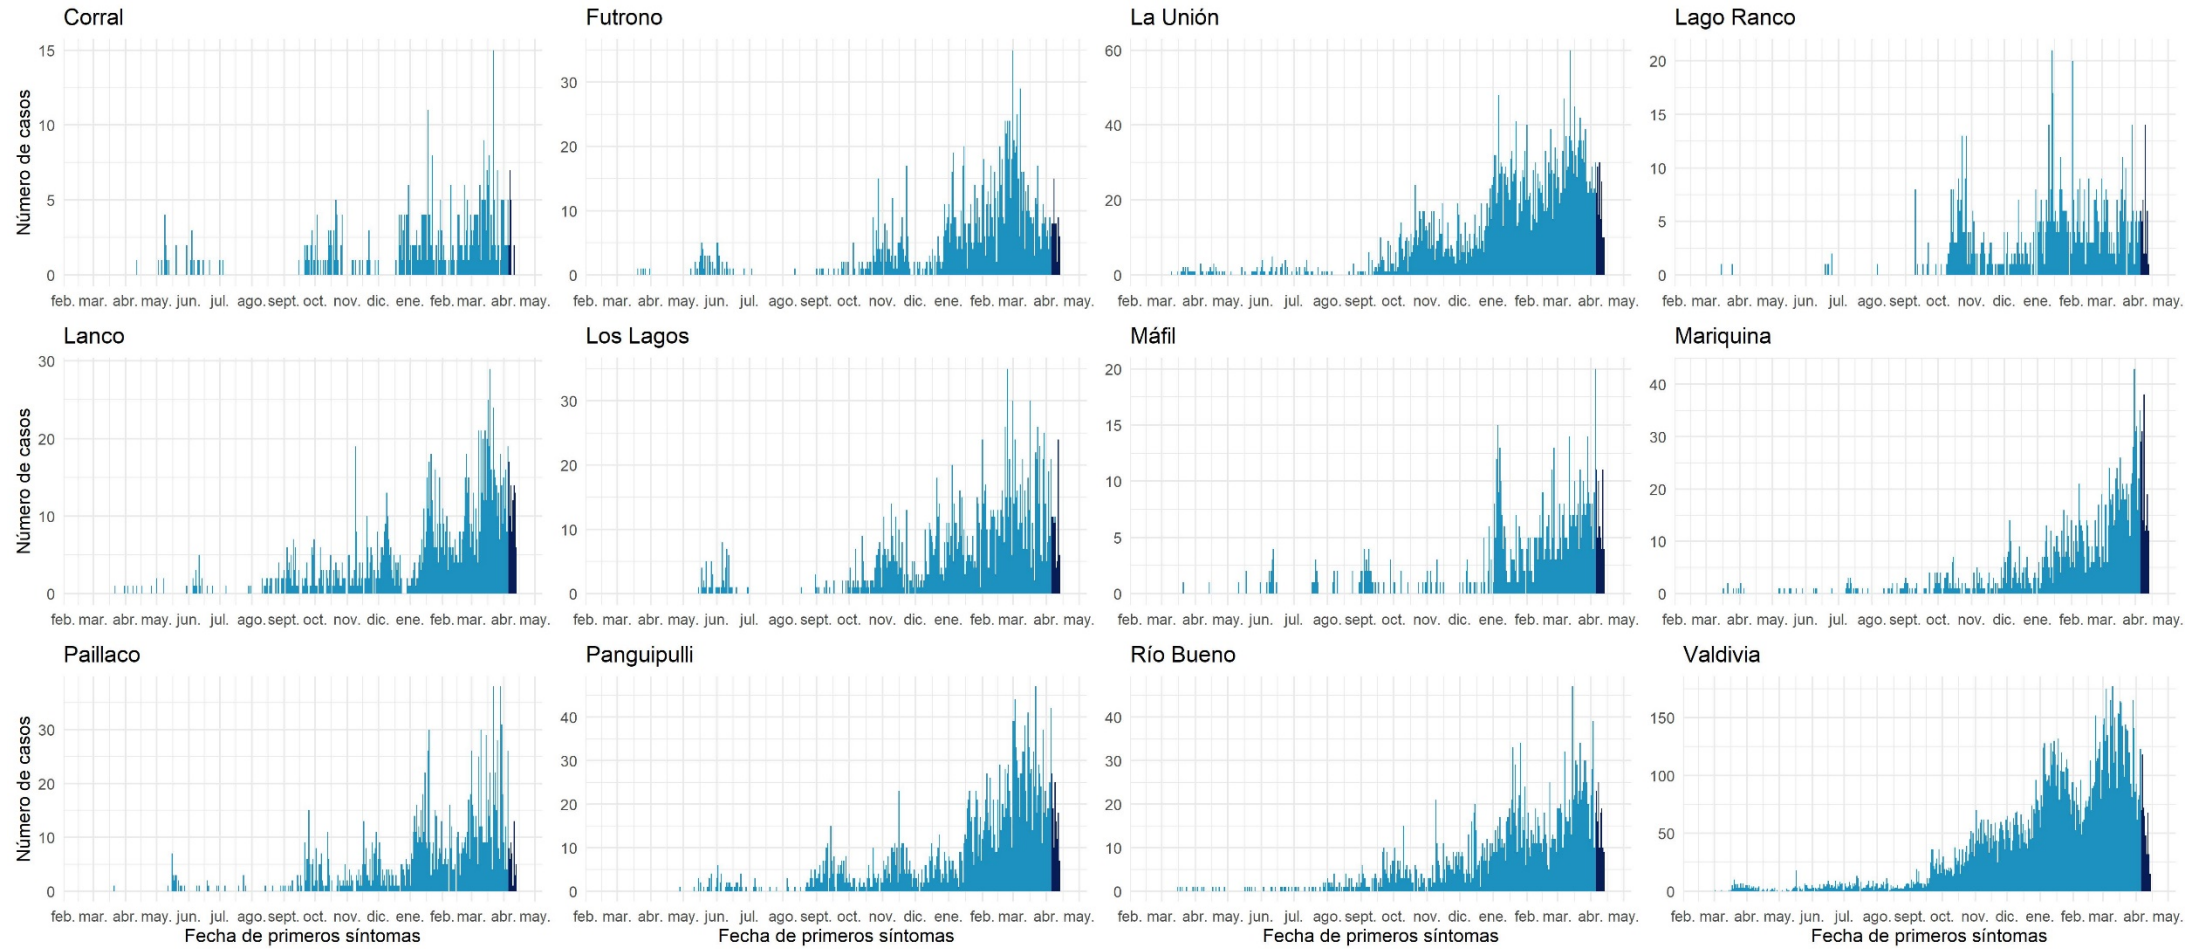 Corral
Futrono
La Unión
Lago Ranco
Número de casos
15
10
5
0
30
20
10
0
60
40
20
0
20
15
10
5
0
feb. mar. abr. may. jun. jul. ago. sept. oct. nov. dic. ene. feb. mar. abr. may.
feb. mar. abr. may. jun. jul. ago. sept. oct. nov. dic. ene. feb. mar. abr. may.
feb. mar. abr. may. jun. jul. ago. sept. oct. nov. dic. ene. feb. mar. abr. may.
feb. mar. abr. may. jun. jul. ago. sept. oct. nov. dic. ene. feb. mar. abr. may.
Lanco
Los Lagos
Máfil
Mariquina
Número de casos
30
20
10
0
30
20
10
0
20
15
10
5
0
40
30
20
10
0
feb. mar. abr. may. jun. jul. ago. sept. oct. nov. dic. ene. feb. mar. abr. may.
feb. mar. abr. may. jun. jul. ago. sept. oct. nov. dic. ene. feb. mar. abr. may.
feb. mar. abr. may. jun. jul. ago. sept. oct. nov. dic. ene. feb. mar. abr. may.
feb. mar. abr. may. jun. jul. ago. sept. oct. nov. dic. ene. feb. mar. abr. may.
Paillaco
Panguipulli
Río Bueno
Valdivia
Número de casos
30
20
10
0
40
30
20
10
0
40
30
20
10
0
150
100
50
0
feb. mar. abr. may. jun. jul. ago. sept. oct. nov. dic. ene. feb. mar. abr. may.
feb. mar. abr. may. jun. jul. ago. sept. oct. nov. dic. ene. feb. mar. abr. may.
feb. mar. abr. may. jun. jul. ago. sept. oct. nov. dic. ene. feb. mar. abr. may.
feb. mar. abr. may. jun. jul. ago. sept. oct. nov. dic. ene. feb. mar. abr. may.
Fecha de primeros síntomas
Fecha de primeros síntomas
Fecha de primeros síntomas
Fecha de primeros síntomas